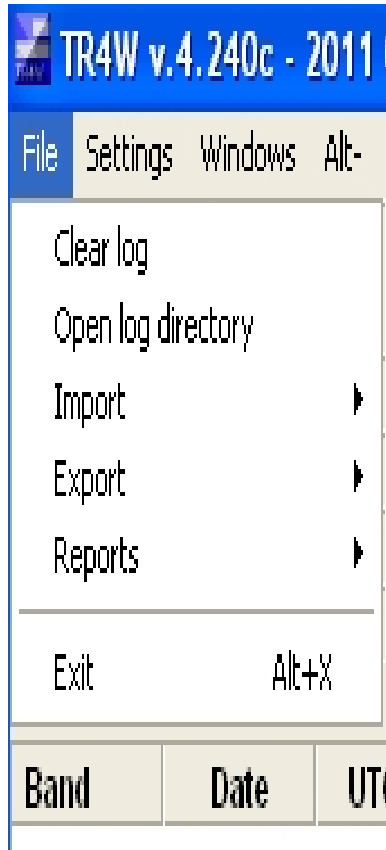 TR4W v.4.240c - 2011
File Settings Windows Alt-
Clear log
Open log directory
Import
Export
Reports
Exit Alt+X
Band Date UTC